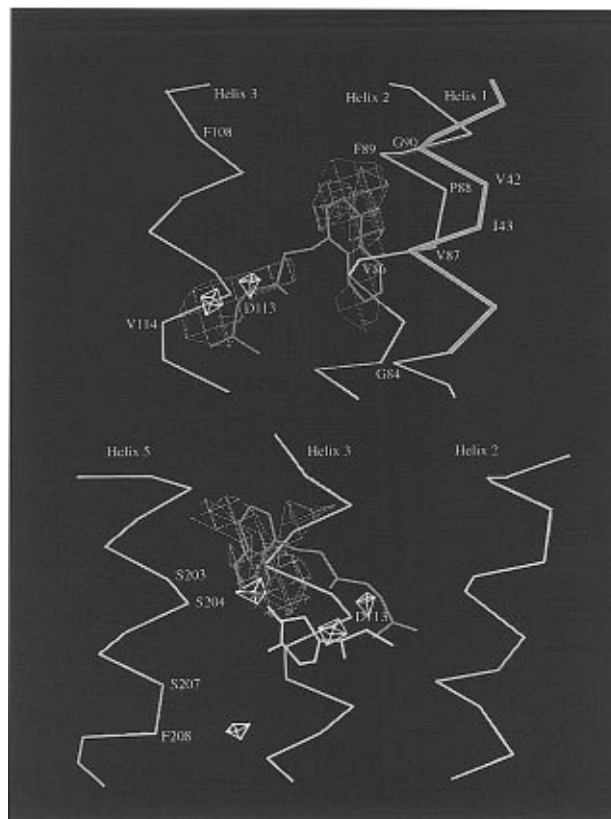 Helix 3
Helix 2
Helix 1
F108
F89
G90
P88
V42
I43
V87
V86
D113
V114
G84
Helix 5
Helix 3
Helix 2
S203
S204
D113
S207
F208